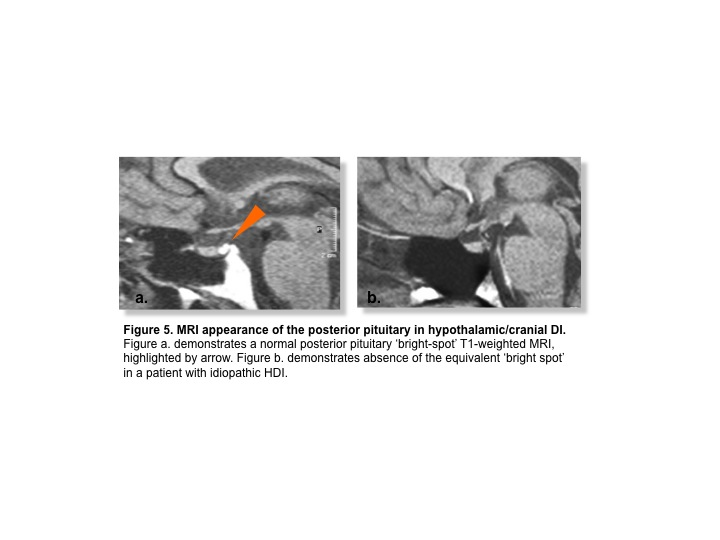 a.
b.
Figure 5. MRI appearance of the posterior pituitary in hypothalamic/cranial DI.
Figure a. demonstrates a normal posterior pituitary ‘bright-spot’ T1-weighted MRI,
highlighted by arrow. Figure b. demonstrates absence of the equivalent ‘bright spot’
in a patient with idiopathic HDI.